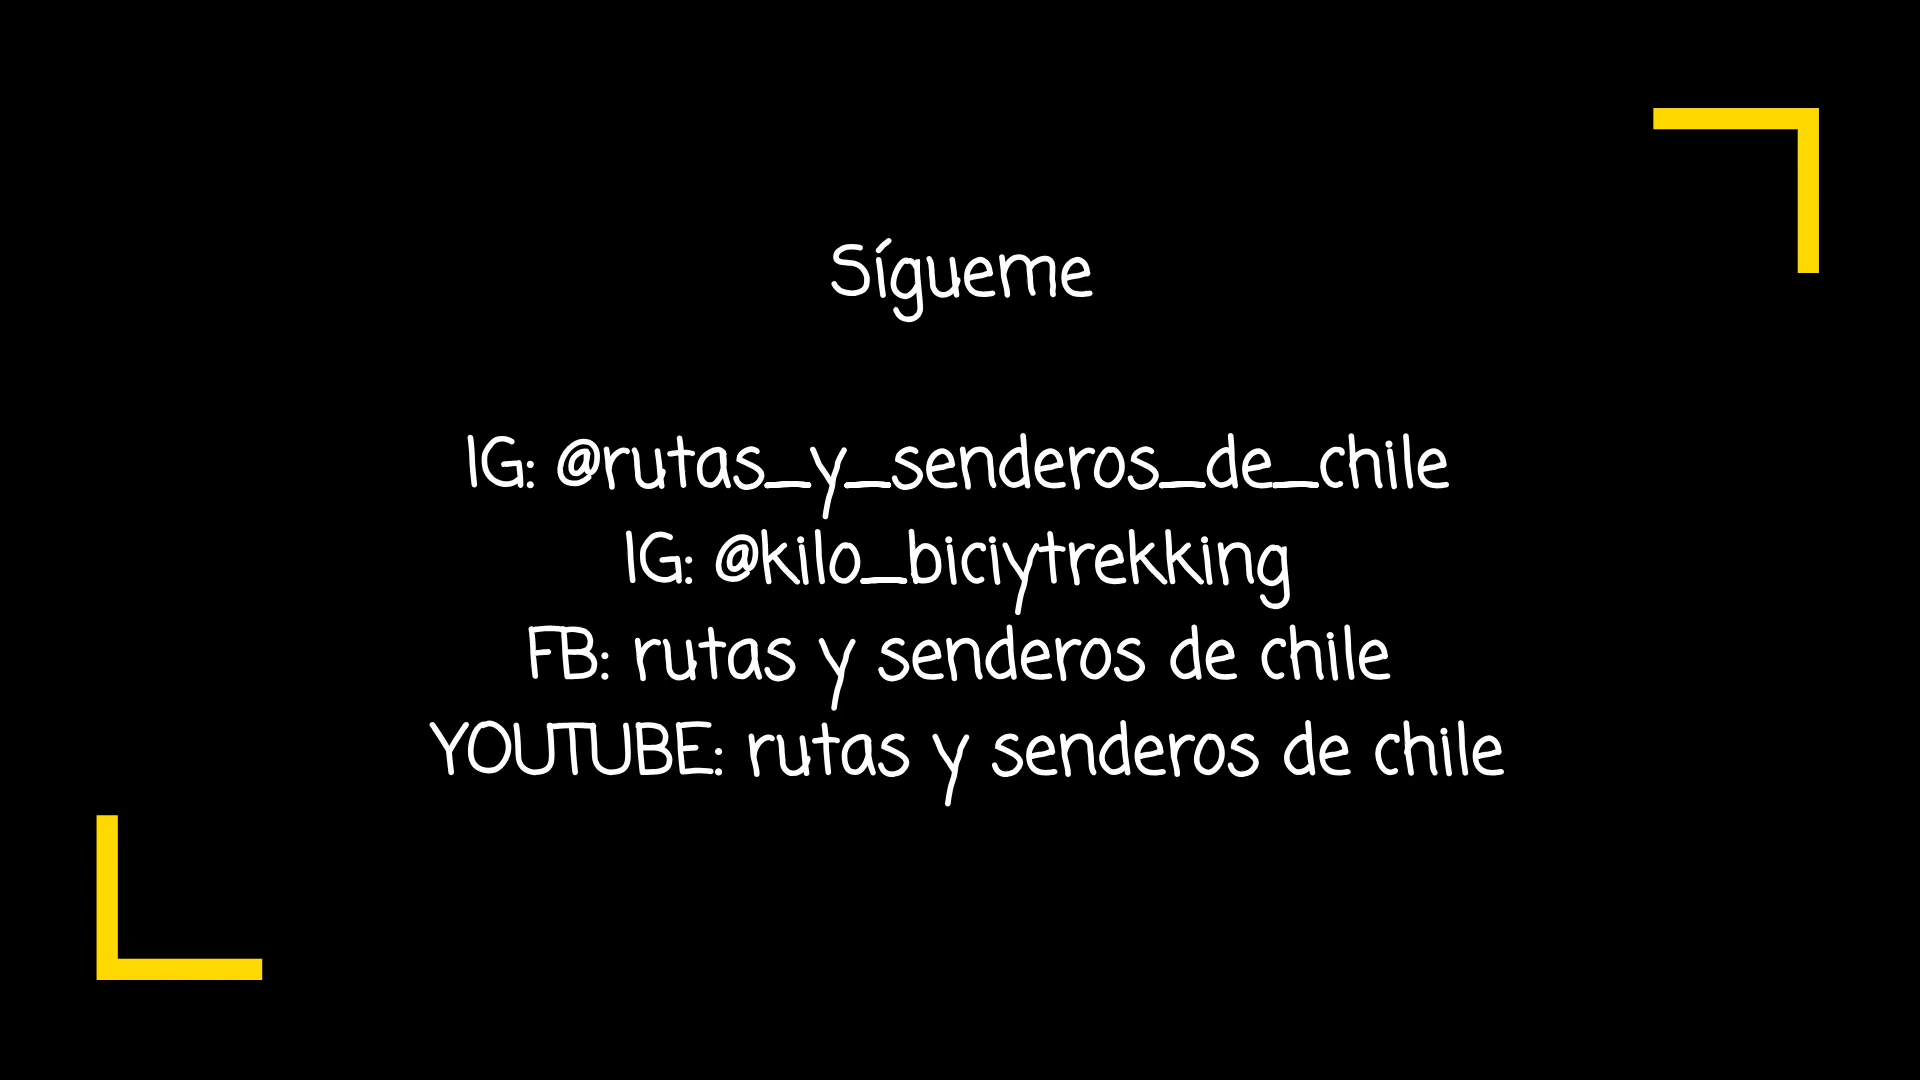 Sígueme
IG: @rutas_y_senderos_de_chile
IG: @kilo_biciytrekking
FB: rutas y senderos de chile
YOUTUBE: rutas y senderos de chile